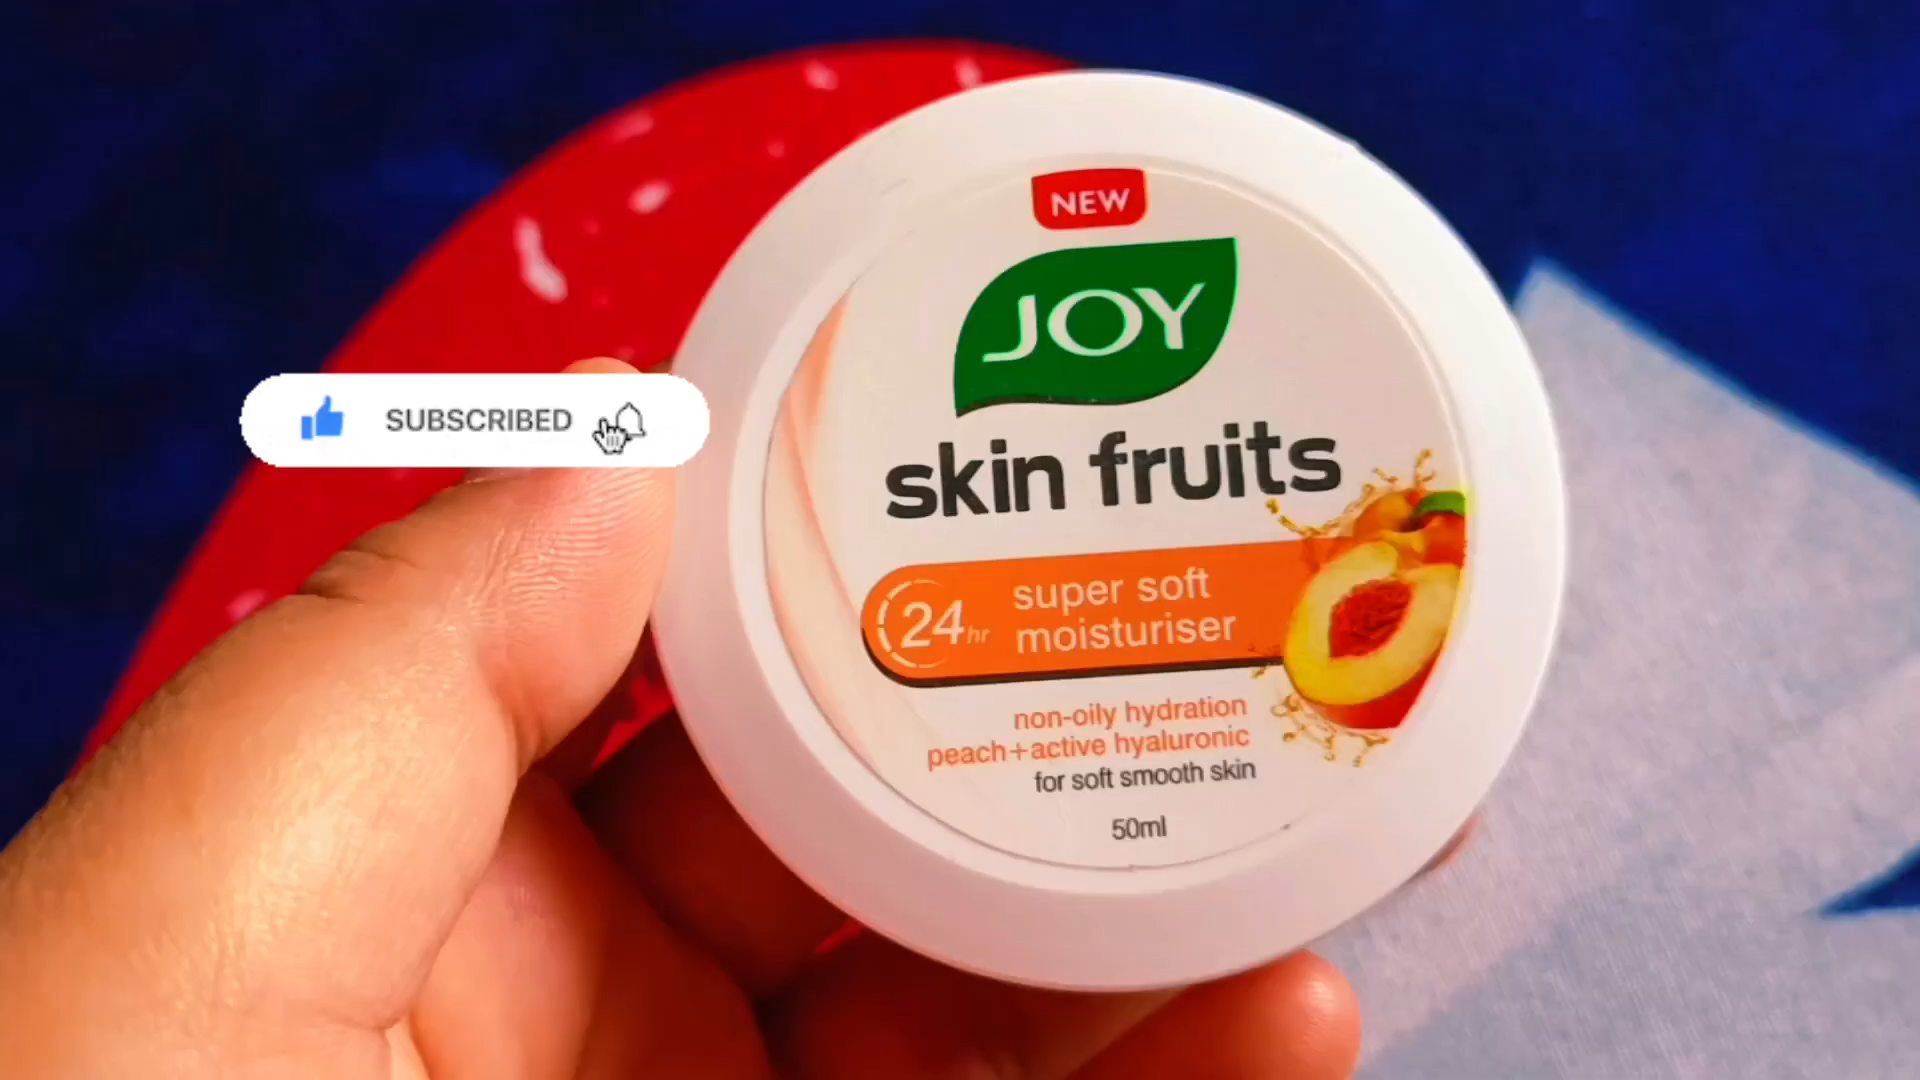 NEW
JOY
skin fruits
24hr
super soft
moisturiser
non-oily hydration
peach+active hyaluronic
for soft smooth skin
50ml
SUBSCRIBED